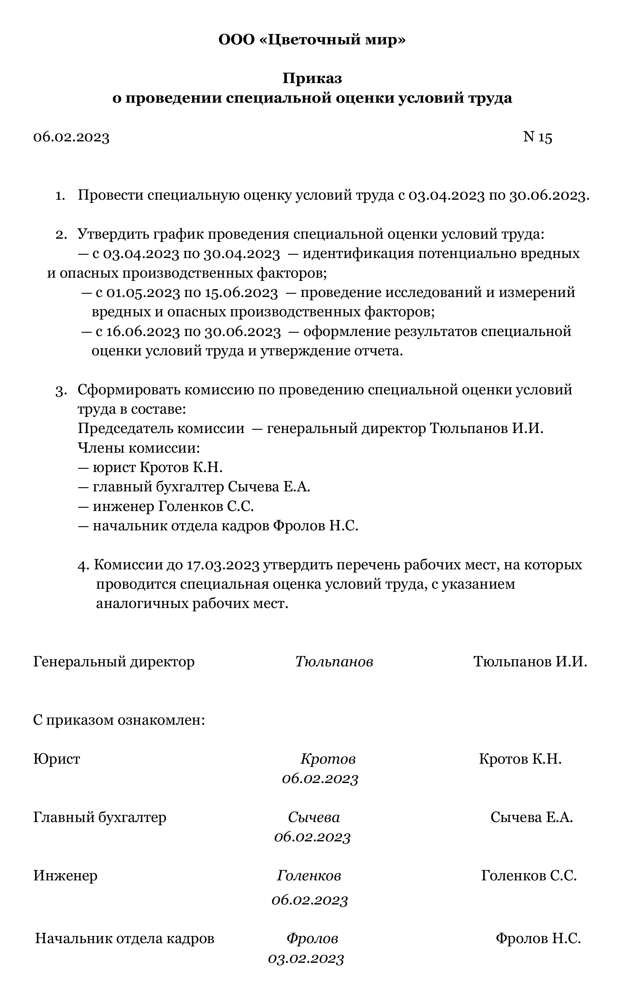 ООО «Цветочный мир»
Приказ
о проведении специальной оценки условий труда
06.02.2023 N 15
1. Провести специальную оценку условий труда с 03.04.2023 по 30.06.2023.
2. Утвердить график проведения специальной оценки условий труда:
— с 03.04.2023 по 30.04.2023 — идентификация потенциально вредных
и опасных производственных факторов;
— с 01.05.2023 по 15.06.2023 — проведение исследований и измерений
вредных и опасных производственных факторов;
— с 16.06.2023 по 30.06.2023 — оформление результатов специальной
оценки условий труда и утверждение отчета.
3. Сформировать комиссию по проведению специальной оценки условий
труда в составе:
Председатель комиссии — генеральный директор Тюльпанов И.И.
Члены комиссии:
— юрист Кротов К.Н.
— главный бухгалтер Сычева Е.А.
— инженер Голенков С.С.
— начальник отдела кадров Фролов Н.С.
4. Комиссии до 17.03.2023 утвердить перечень рабочих мест, на которых
проводится специальная оценка условий труда, с указанием
аналогичных рабочих мест.
Генеральный директор Тюльпанов Тюльпанов И.И.
С приказом ознакомлен:
Юрист Кротов Кротов К.Н.
06.02.2023
Главный бухгалтер Сычева Сычева Е.А.
06.02.2023
Инженер Голенков Голенков С.С.
06.02.2023
Начальник отдела кадров Фролов Фролов Н.С.
03.02.2023